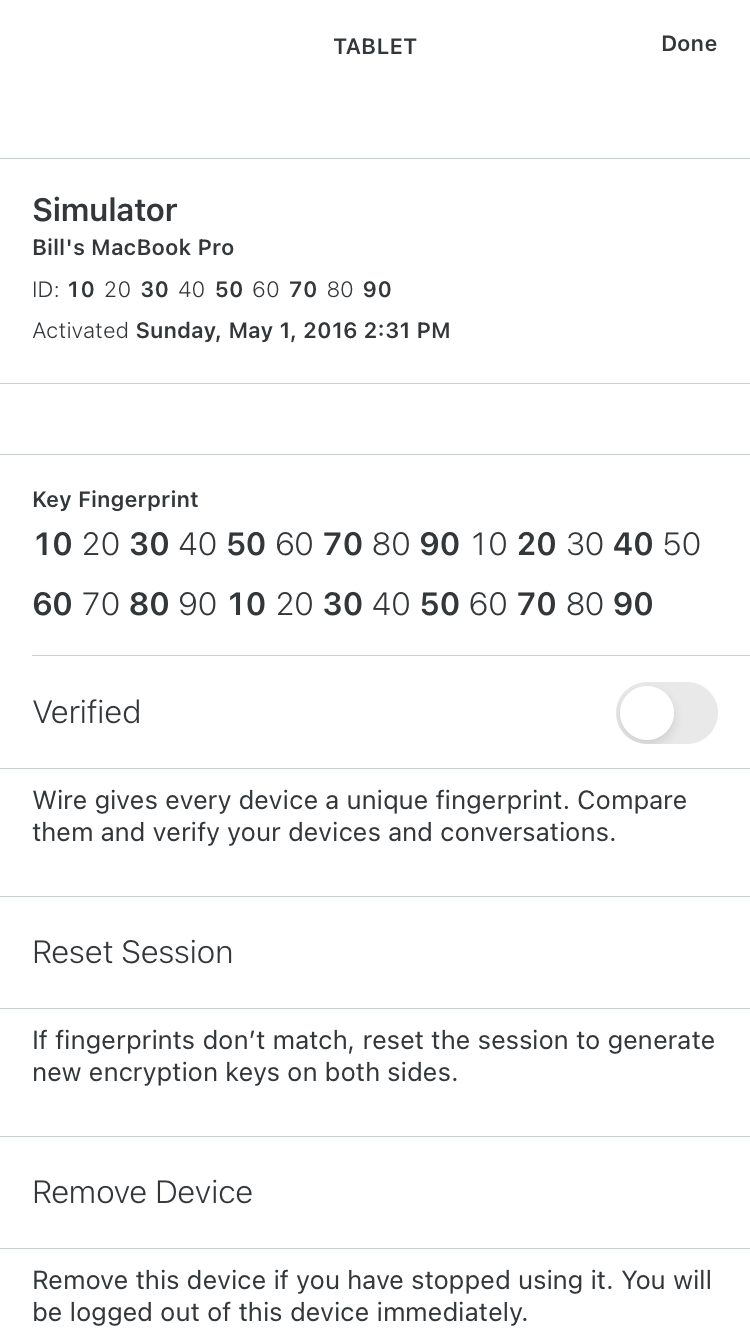 TABLET
Done
Simulator
Bill's MacBook Pro
ID: 10 20 30 40 50 60 70 80 90
Activated Sunday, May 1, 2016 2:31 PM
Key Fingerprint
10 20 30 40 50 60 70 80 90 10 20 30 40 50
60 70 80 90 10 20 30 40 50 60 70 80 90
Verified
Wire gives every device a unique fingerprint. Compare
them and verify your devices and conversations.
Reset Session
If fingerprints don’t match, reset the session to generate
new encryption keys on both sides.
Remove Device
Remove this device if you have stopped using it. You will
be logged out of this device immediately.